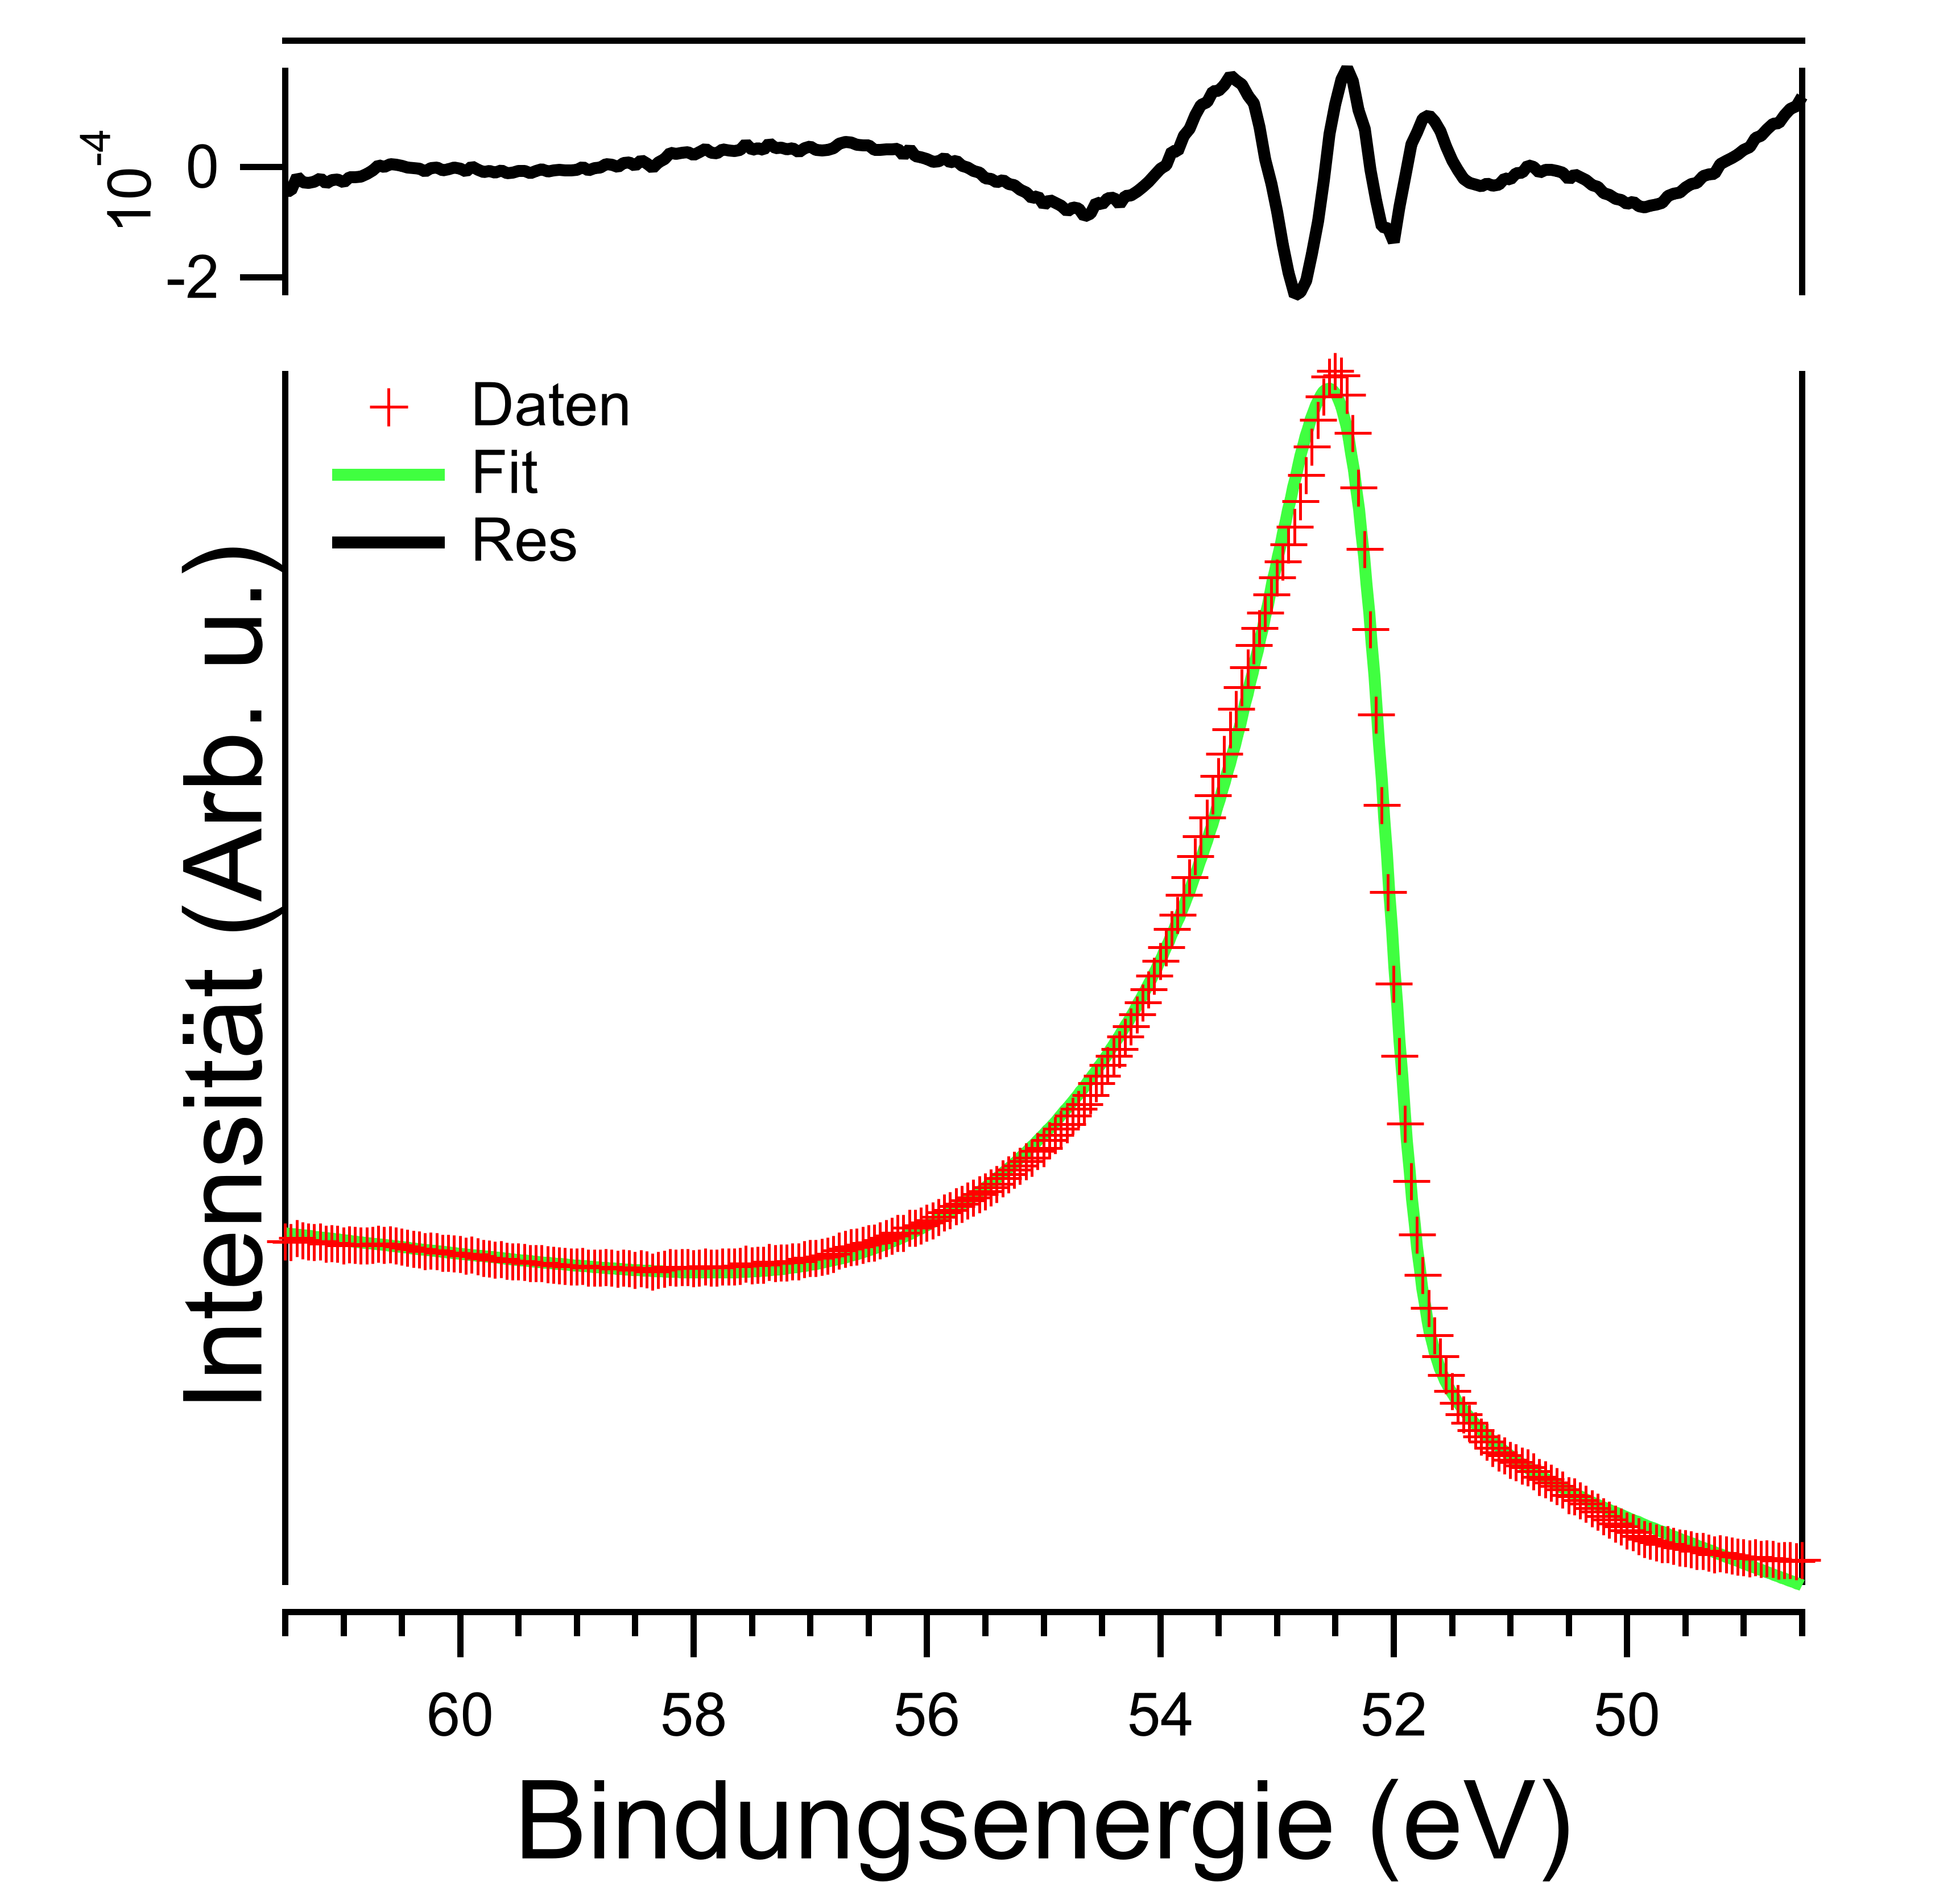 10-4
0
-2
Daten
Fit
Res
Intensität (Arb. u.)
60 58 56 54 52 50
Bindungsenergie (eV)